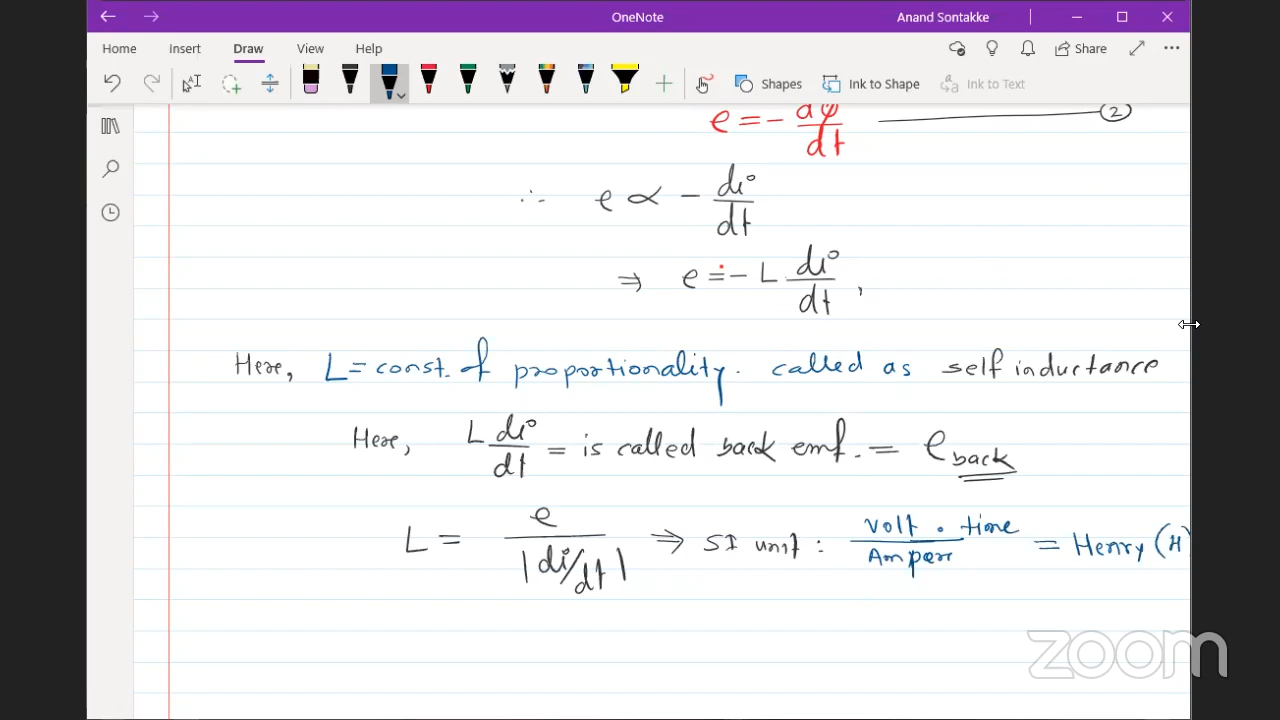 OneNote
Anand Sontakke
Home Insert Draw View Help Share
Shapes Ink to Shape Ink to Text
e = - dφ/dt ——— ②
∴ e ∝ - di/dt
⇒ e = - L di/dt,
Here, L = const. of proportionality. called as self inductance
Here, L di/dt = is called back emf. = e back
L = e / |di/dt| ⇒ SI unit : volt . time / Amperr = Henry (H)
zoom